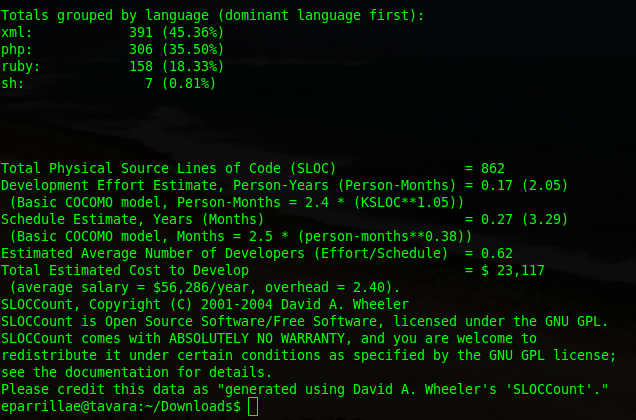 Totals grouped by language (dominant language first):
xml:            391 (45.36%)
php:            306 (35.50%)
ruby:           158 (18.33%)
sh:               7 (0.81%)
Total Physical Source Lines of Code (SLOC)                = 862
Development Effort Estimate, Person-Years (Person-Months) = 0.17 (2.05)
 (Basic COCOMO model, Person-Months = 2.4 * (KSLOC**1.05))
Schedule Estimate, Years (Months)                         = 0.27 (3.29)
 (Basic COCOMO model, Months = 2.5 * (person-months**0.38))
Estimated Average Number of Developers (Effort/Schedule)  = 0.62
Total Estimated Cost to Develop                           = $ 23,117
 (average salary = $56,286/year, overhead = 2.40).
SLOCCount, Copyright (C) 2001-2004 David A. Wheeler
SLOCCount is Open Source Software/Free Software, licensed under the GNU GPL.
SLOCCount comes with ABSOLUTELY NO WARRANTY, and you are welcome to
redistribute it under certain conditions as specified by the GNU GPL license;
see the documentation for details.
Please credit this data as "generated using David A. Wheeler's 'SLOCCount'."
eparrillae@tavara:~/Downloads$